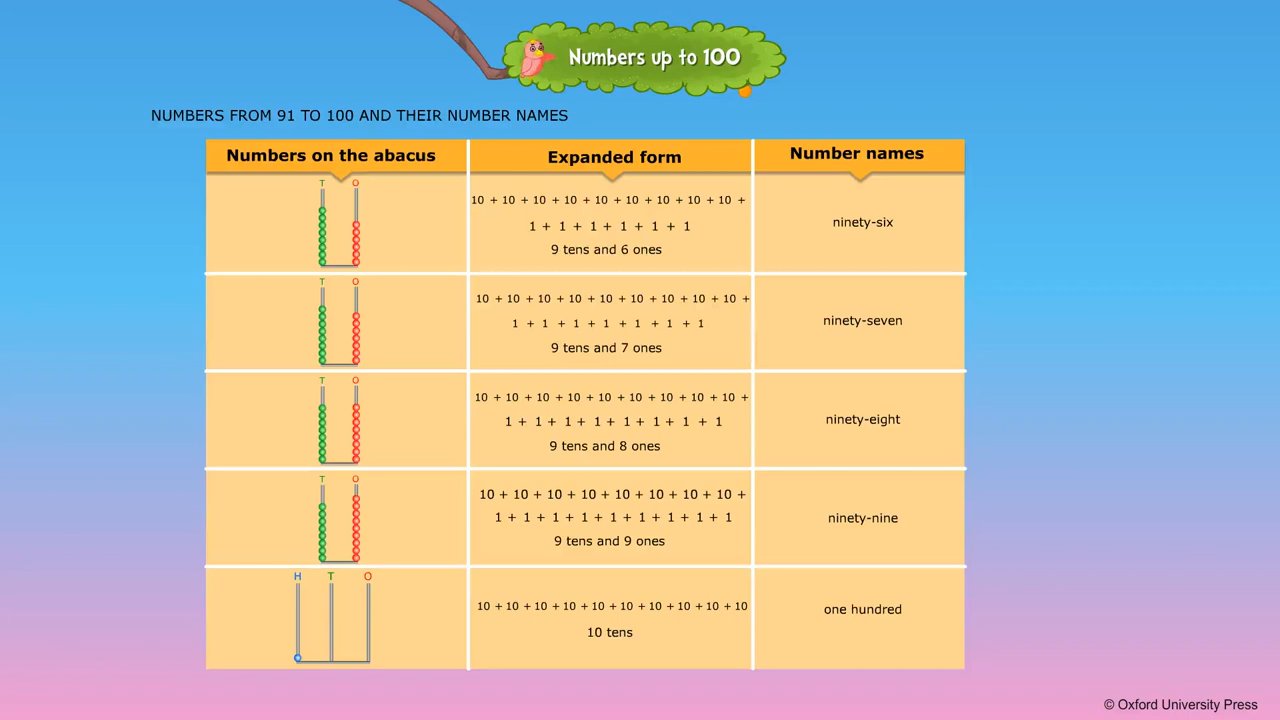 Numbers up to 100
NUMBERS FROM 91 TO 100 AND THEIR NUMBER NAMES
Numbers on the abacus
Expanded form
Number names
T O
10 + 10 + 10 + 10 + 10 + 10 + 10 + 10 + 10 +
1 + 1 + 1 + 1 + 1 + 1
9 tens and 6 ones
ninety-six
T O
10 + 10 + 10 + 10 + 10 + 10 + 10 + 10 + 10 +
1 + 1 + 1 + 1 + 1 + 1 + 1
9 tens and 7 ones
ninety-seven
T O
10 + 10 + 10 + 10 + 10 + 10 + 10 + 10 + 10 +
1 + 1 + 1 + 1 + 1 + 1 + 1 + 1
9 tens and 8 ones
ninety-eight
T O
10 + 10 + 10 + 10 + 10 + 10 + 10 + 10 +
1 + 1 + 1 + 1 + 1 + 1 + 1 + 1 + 1
9 tens and 9 ones
ninety-nine
H T O
10 + 10 + 10 + 10 + 10 + 10 + 10 + 10 + 10 + 10
10 tens
one hundred
© Oxford University Press